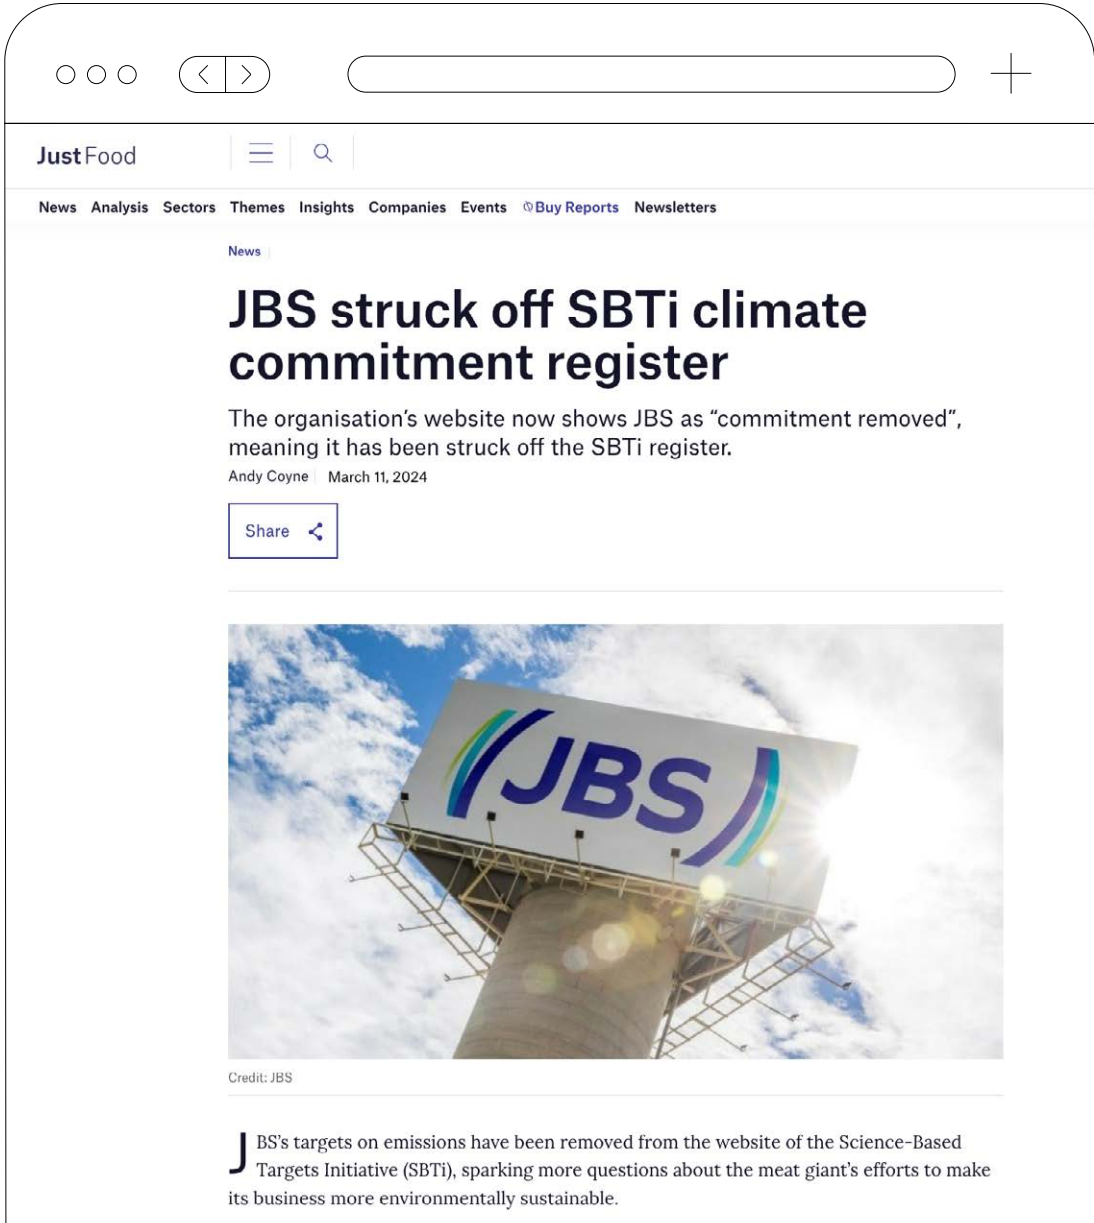 JustFood
News Analysis Sectors Themes Insights Companies Events Buy Reports Newsletters
News
JBS struck off SBTi climate
commitment register
The organisation’s website now shows JBS as “commitment removed”,
meaning it has been struck off the SBTi register.
Andy Coyne March 11, 2024
Share
JBS
Credit: JBS
JBS’s targets on emissions have been removed from the website of the Science-Based
Targets Initiative (SBTi), sparking more questions about the meat giant’s efforts to make
its business more environmentally sustainable.